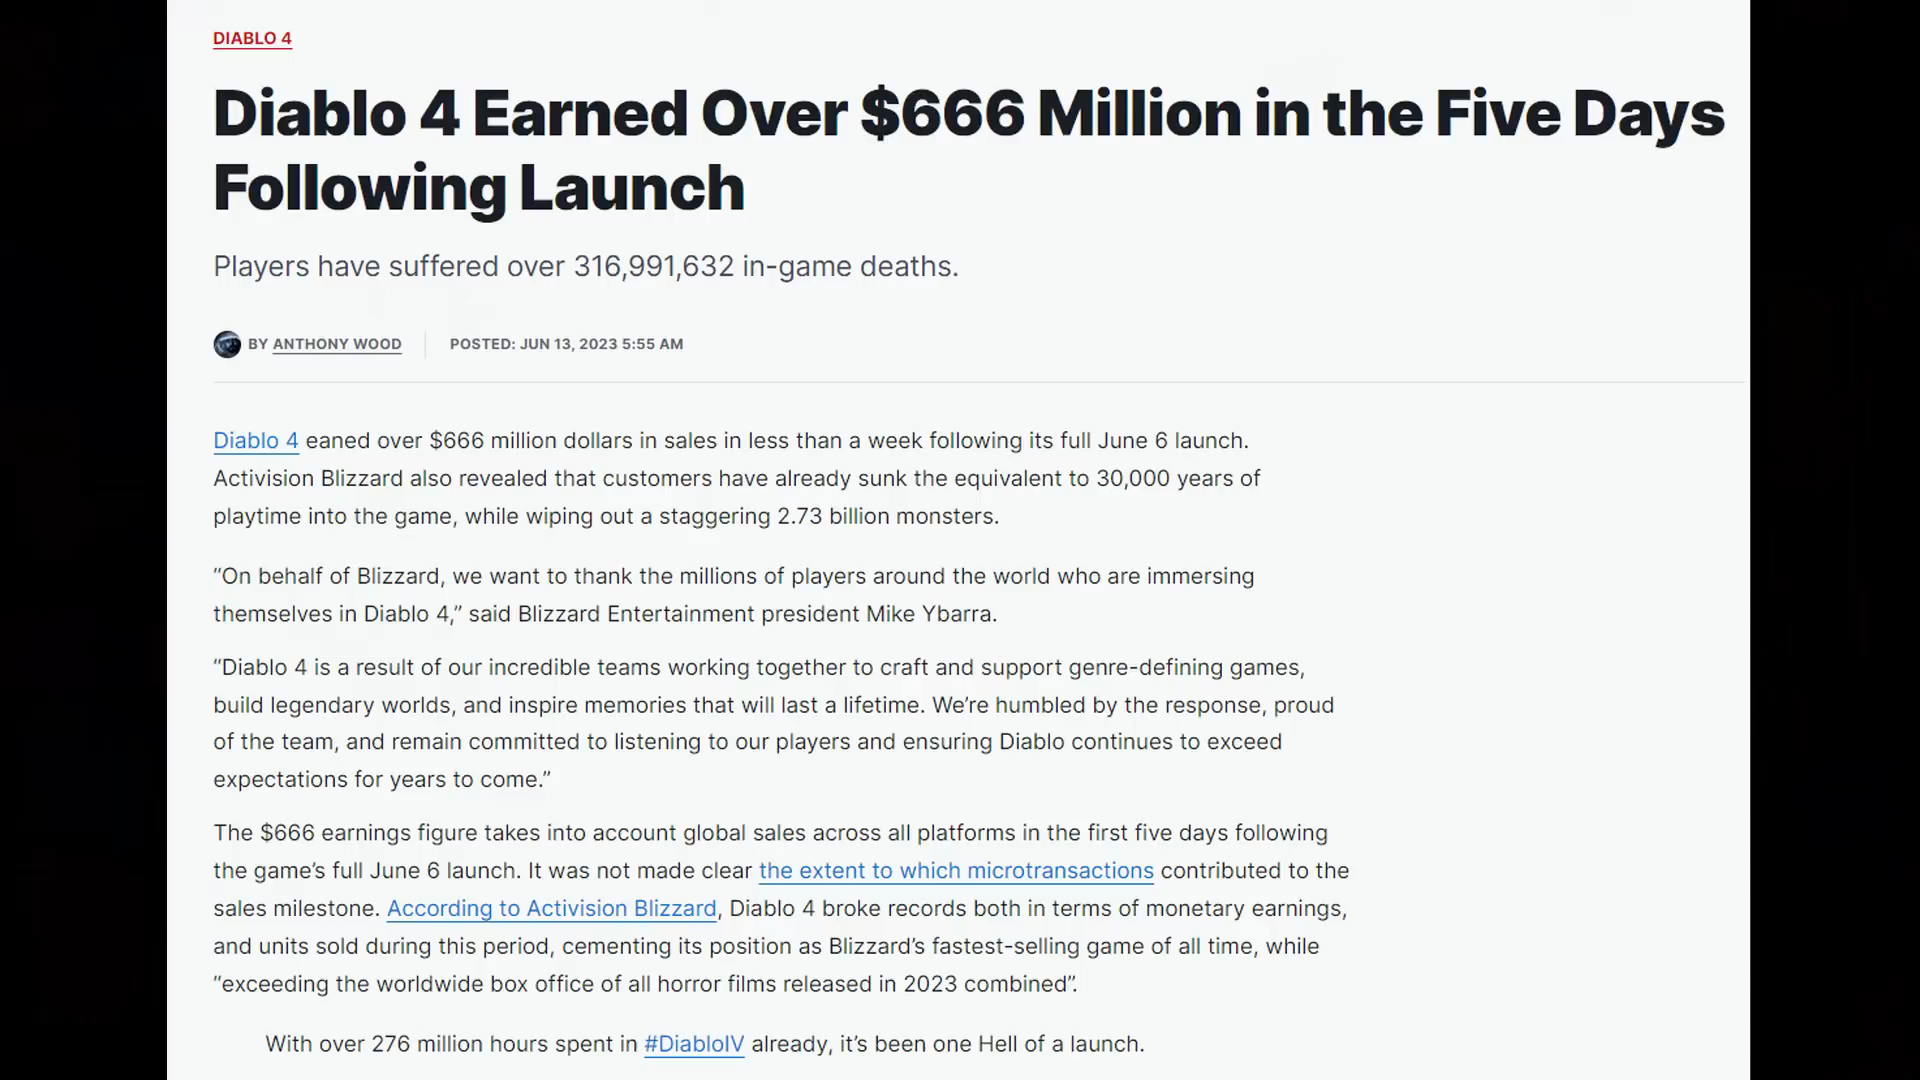 DIABLO 4
Diablo 4 Earned Over $666 Million in the Five Days
Following Launch
Players have suffered over 316,991,632 in-game deaths.
BY ANTHONY WOOD POSTED: JUN 13, 2023 5:55 AM
Diablo 4 eaned over $666 million dollars in sales in less than a week following its full June 6 launch.
Activision Blizzard also revealed that customers have already sunk the equivalent to 30,000 years of
playtime into the game, while wiping out a staggering 2.73 billion monsters.
“On behalf of Blizzard, we want to thank the millions of players around the world who are immersing
themselves in Diablo 4,” said Blizzard Entertainment president Mike Ybarra.
“Diablo 4 is a result of our incredible teams working together to craft and support genre-defining games,
build legendary worlds, and inspire memories that will last a lifetime. We’re humbled by the response, proud
of the team, and remain committed to listening to our players and ensuring Diablo continues to exceed
expectations for years to come.”
The $666 earnings figure takes into account global sales across all platforms in the first five days following
the game’s full June 6 launch. It was not made clear the extent to which microtransactions contributed to the
sales milestone. According to Activision Blizzard, Diablo 4 broke records both in terms of monetary earnings,
and units sold during this period, cementing its position as Blizzard’s fastest-selling game of all time, while
“exceeding the worldwide box office of all horror films released in 2023 combined”.
With over 276 million hours spent in #DiabloIV already, it’s been one Hell of a launch.